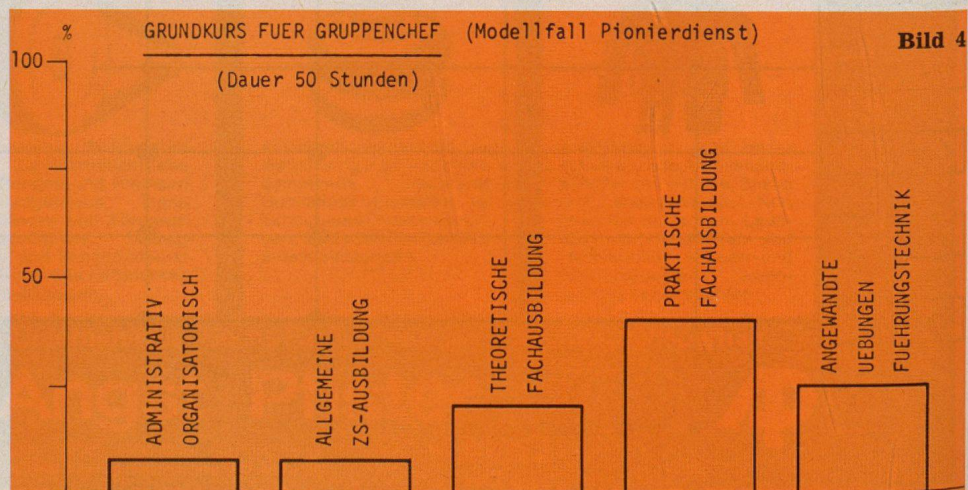 %
GRUNDKURS FUER GRUPPENCHEF (Modellfall Pionierdienst)
Bild 4
(Dauer 50 Stunden)
100
50
ADMINISTRATIV
ORGANISATORISCH
ALLGEMEINE
ZS-AUSBILDUNG
THEORETISCHE
FACHAUSBILDUNG
PRAKTISCHE
FACHAUSBILDUNG
ANGEWANDTE
UEBUNGEN
FUEHRUNGSTECHNIK